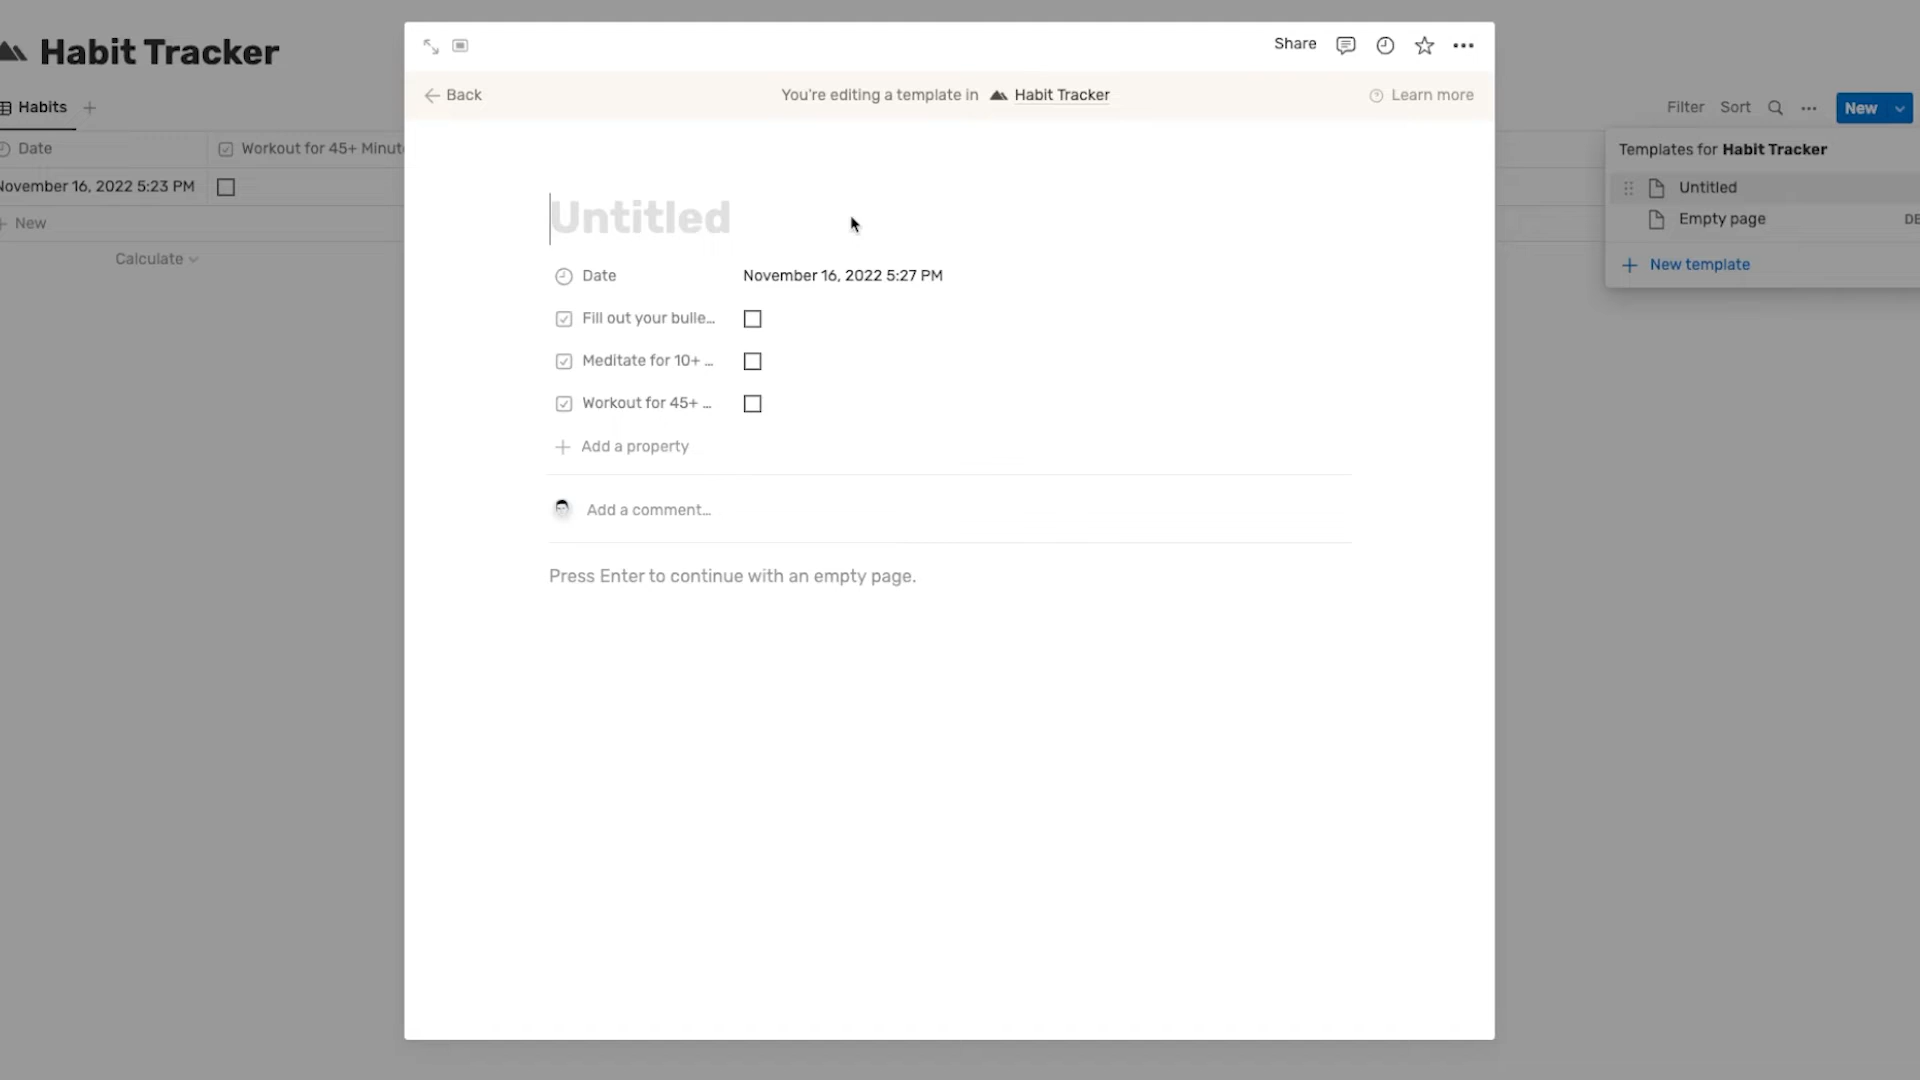 Share
Habit Tracker
Back
You're editing a template in Habit Tracker
Learn more
Habits
Filter Sort
New
Date
Workout for 45+ Minut
Templates for Habit Tracker
November 16, 2022 5:23 PM
Untitled
Untitled
Empty page
DE
New
Calculate
New template
Date
November 16, 2022 5:27 PM
Fill out your bulle...
Meditate for 10+ ...
Workout for 45+ ...
Add a property
Add a comment...
Press Enter to continue with an empty page.